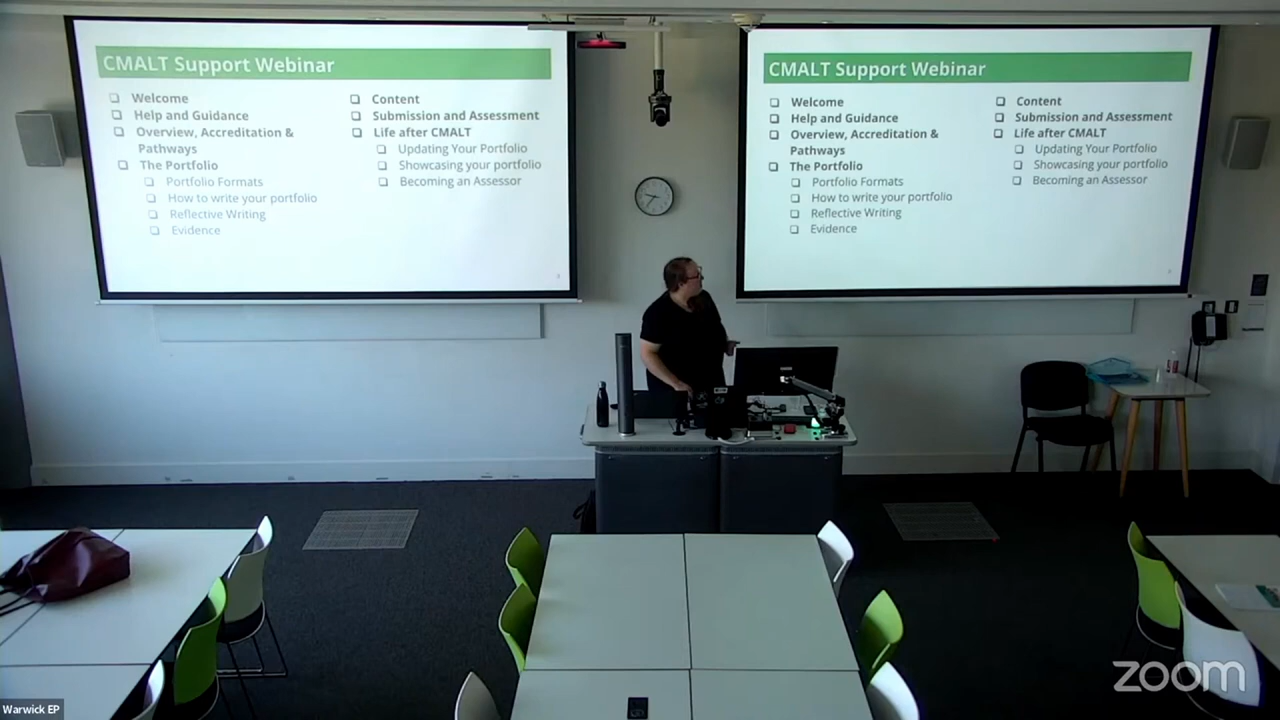 CMALT Support Webinar
Welcome
Help and Guidance
Overview, Accreditation &
Pathways
The Portfolio
Portfolio Formats
How to write your portfolio
Reflective Writing
Evidence
Content
Submission and Assessment
Life after CMALT
Updating Your Portfolio
Showcasing your portfolio
Becoming an Assessor
CMALT Support Webinar
Welcome
Help and Guidance
Overview, Accreditation &
Pathways
The Portfolio
Portfolio Formats
How to write your portfolio
Reflective Writing
Evidence
Content
Submission and Assessment
Life after CMALT
Updating Your Portfolio
Showcasing your portfolio
Becoming an Assessor
zoom
Warwick EP